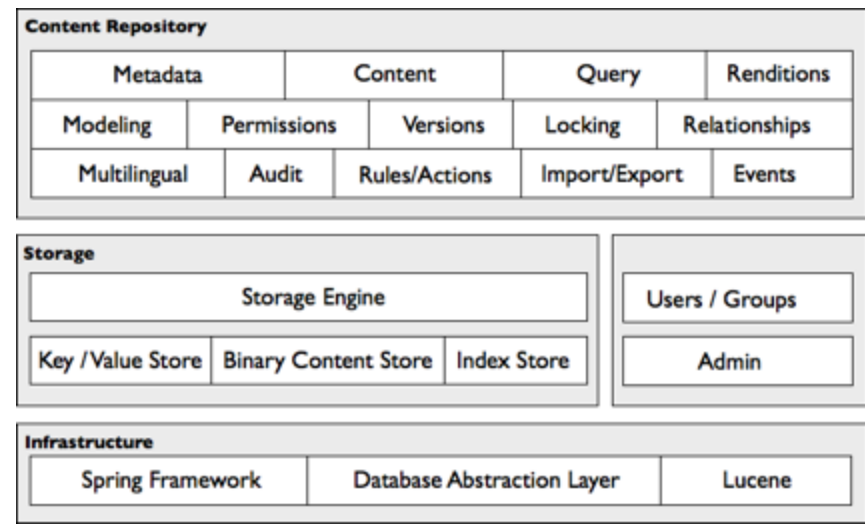 Content Repository
Metadata Content Query Renditions
Modeling Permissions Versions Locking Relationships
Multilingual Audit Rules/Actions Import/Export Events
Storage
Storage Engine
Key / Value Store Binary Content Store Index Store
Users / Groups
Admin
Infrastructure
Spring Framework Database Abstraction Layer Lucene